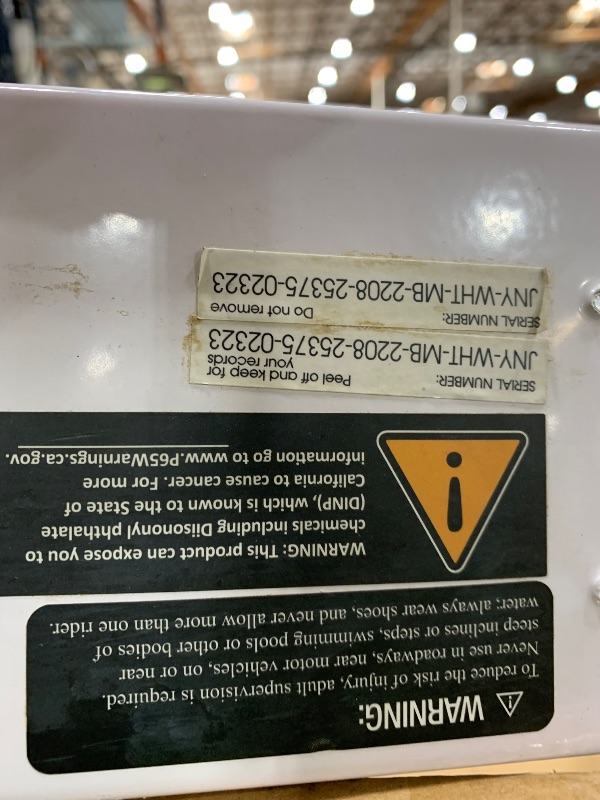 WARNING:
To reduce the risk of injury, adult supervision is required.
Never use in roadways, near motor vehicles, on or near
steep inclines or steps, swimming pools or other bodies of
water; always wear shoes, and never allow more than one rider.
WARNING: This product can expose you to
chemicals including Diisononyl phthalate
(DINP), which is known to the State of
California to cause cancer. For more
information go to www.P65Warnings.ca.gov.
SERIAL NUMBER:
Peel off and keep for
your records
JNY-WHT-MB-2208-25375-02323
SERIAL NUMBER:
Do not remove
JNY-WHT-MB-2208-25375-02323